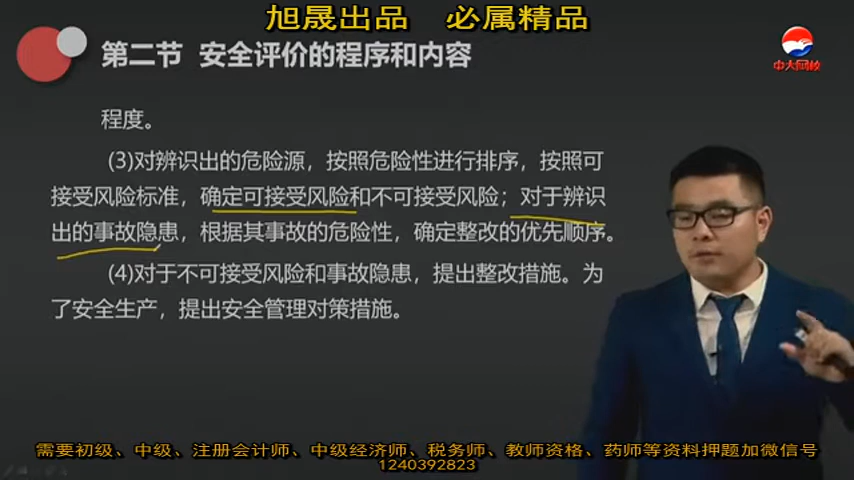 旭晟出品 必属精品
第二节 安全评价的程序和内容
中大网校
程度。
(3)对辨识出的危险源，按照危险性进行排序，按照可
接受风险标准，确定可接受风险和不可接受风险；对于辨识
出的事故隐患，根据其事故的危险性，确定整改的优先顺序。
(4)对于不可接受风险和事故隐患，提出整改措施。为
了安全生产，提出安全管理对策措施。
需要初级、中级、注册会计师、中级经济师、税务师、教师资格、药师等资料押题加微信号
1240392823